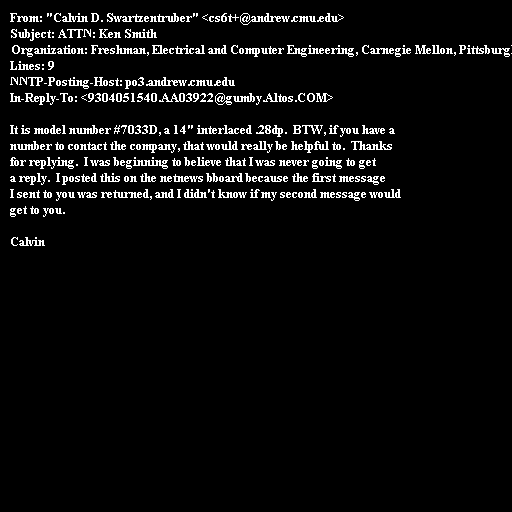 From: "Calvin D. Swartzentruber" <cs6t+@andrew.cmu.edu>
Subject: ATTN: Ken Smith
Organization: Freshman, Electrical and Computer Engineering, Carnegie Mellon, Pittsburg
Lines: 9
NNTP-Posting-Host: po3.andrew.cmu.edu
In-Reply-To: <9304051540.AA03922@gumby.Altos.COM>

It is model number #7033D, a 14" interlaced .28dp.  BTW, if you have a
number to contact the company, that would really be helpful to.  Thanks
for replying.  I was beginning to believe that I was never going to get
a reply.  I posted this on the netnews bboard because the first message
I sent to you was returned, and I didn't know if my second message would
get to you.

Calvin